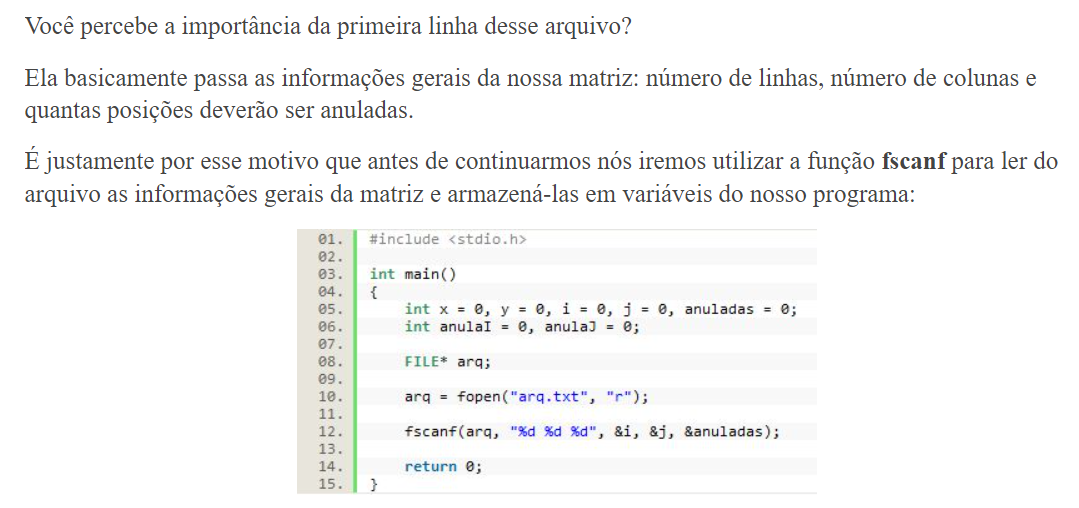 Você percebe a importância da primeira linha desse arquivo?
Ela basicamente passa as informações gerais da nossa matriz: número de linhas, número de colunas e
quantas posições deverão ser anuladas.
É justamente por esse motivo que antes de continuarmos nós iremos utilizar a função fscanf para ler do
arquivo as informações gerais da matriz e armazená-las em variáveis do nosso programa:
01. #include <stdio.h>
02.
03. int main()
04. {
05.     int x = 0, y = 0, i = 0, j = 0, anuladas = 0;
06.     int anulaI = 0, anulaJ = 0;
07.
08.     FILE* arq;
09.
10.     arq = fopen("arq.txt", "r");
11.
12.     fscanf(arq, "%d %d %d", &i, &j, &anuladas);
13.
14.     return 0;
15. }